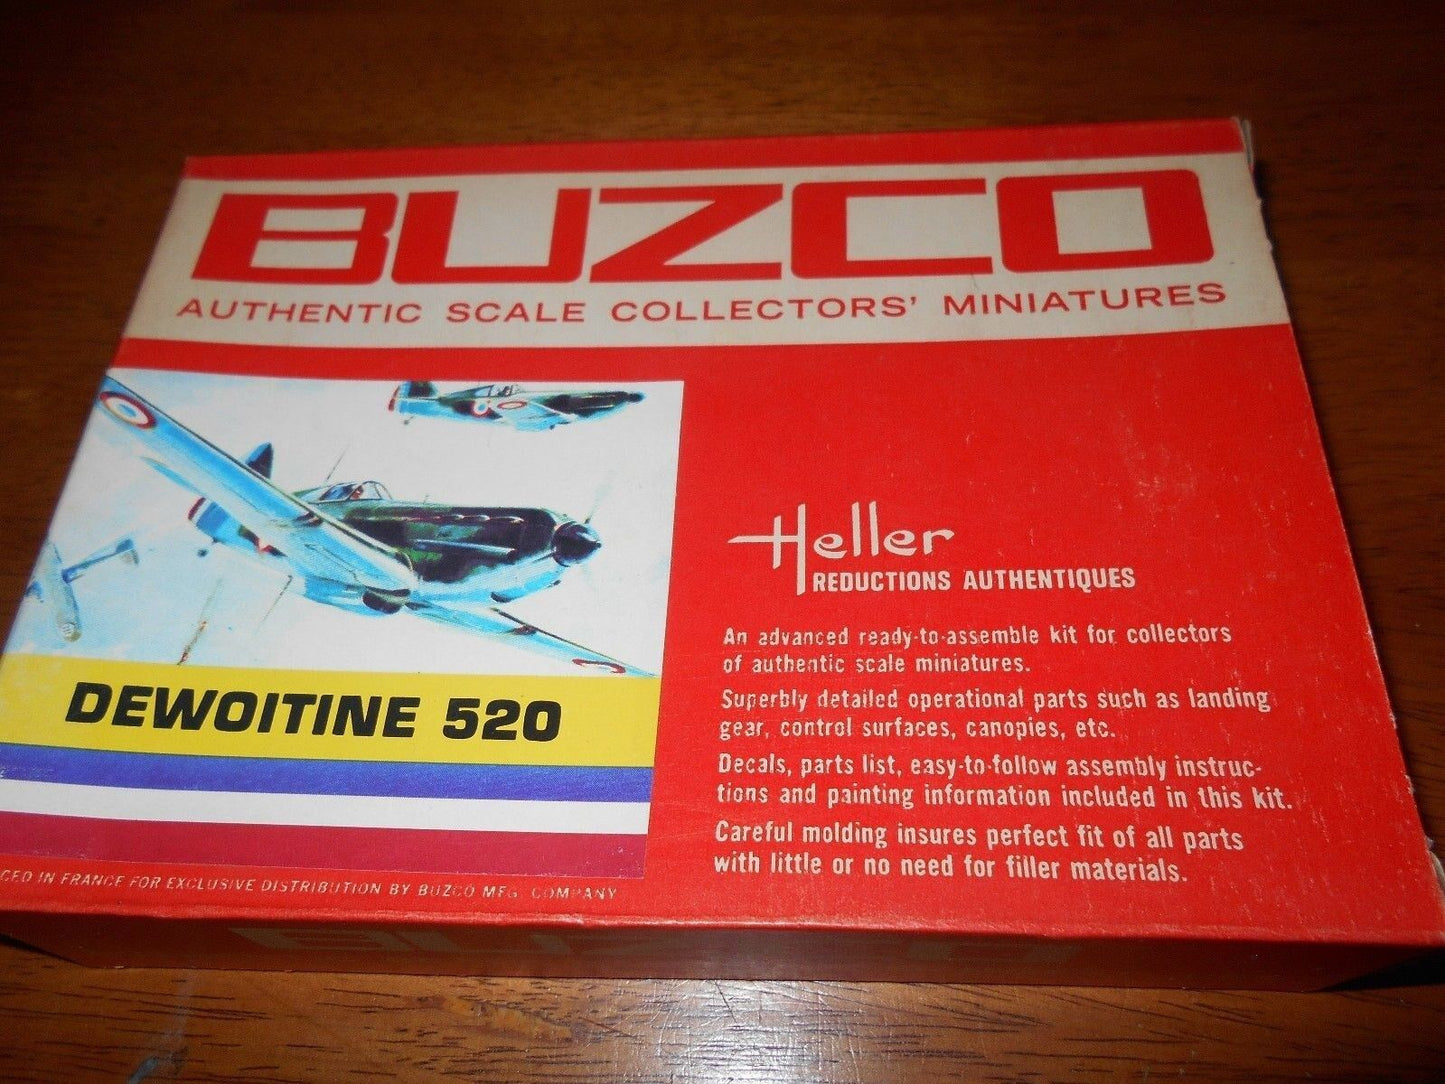 BUZCO
AUTHENTIC SCALE COLLECTORS' MINIATURES
Heller
REDUCTIONS AUTHENTIQUES
An advanced ready-to-assemble kit for collectors
of authentic scale miniatures.
Superbly detailed operational parts such as landing
gear, control surfaces, canopies, etc.
Decals, parts list, easy-to-follow assembly instruc-
tions and painting information included in this kit.
Careful molding insures perfect fit of all parts
with little or no need for filler materials.
DEWOITINE 520
IN FRANCE FOR EXCLUSIVE DISTRIBUTION BY BUZCO MFG. COMPANY
BUZCO